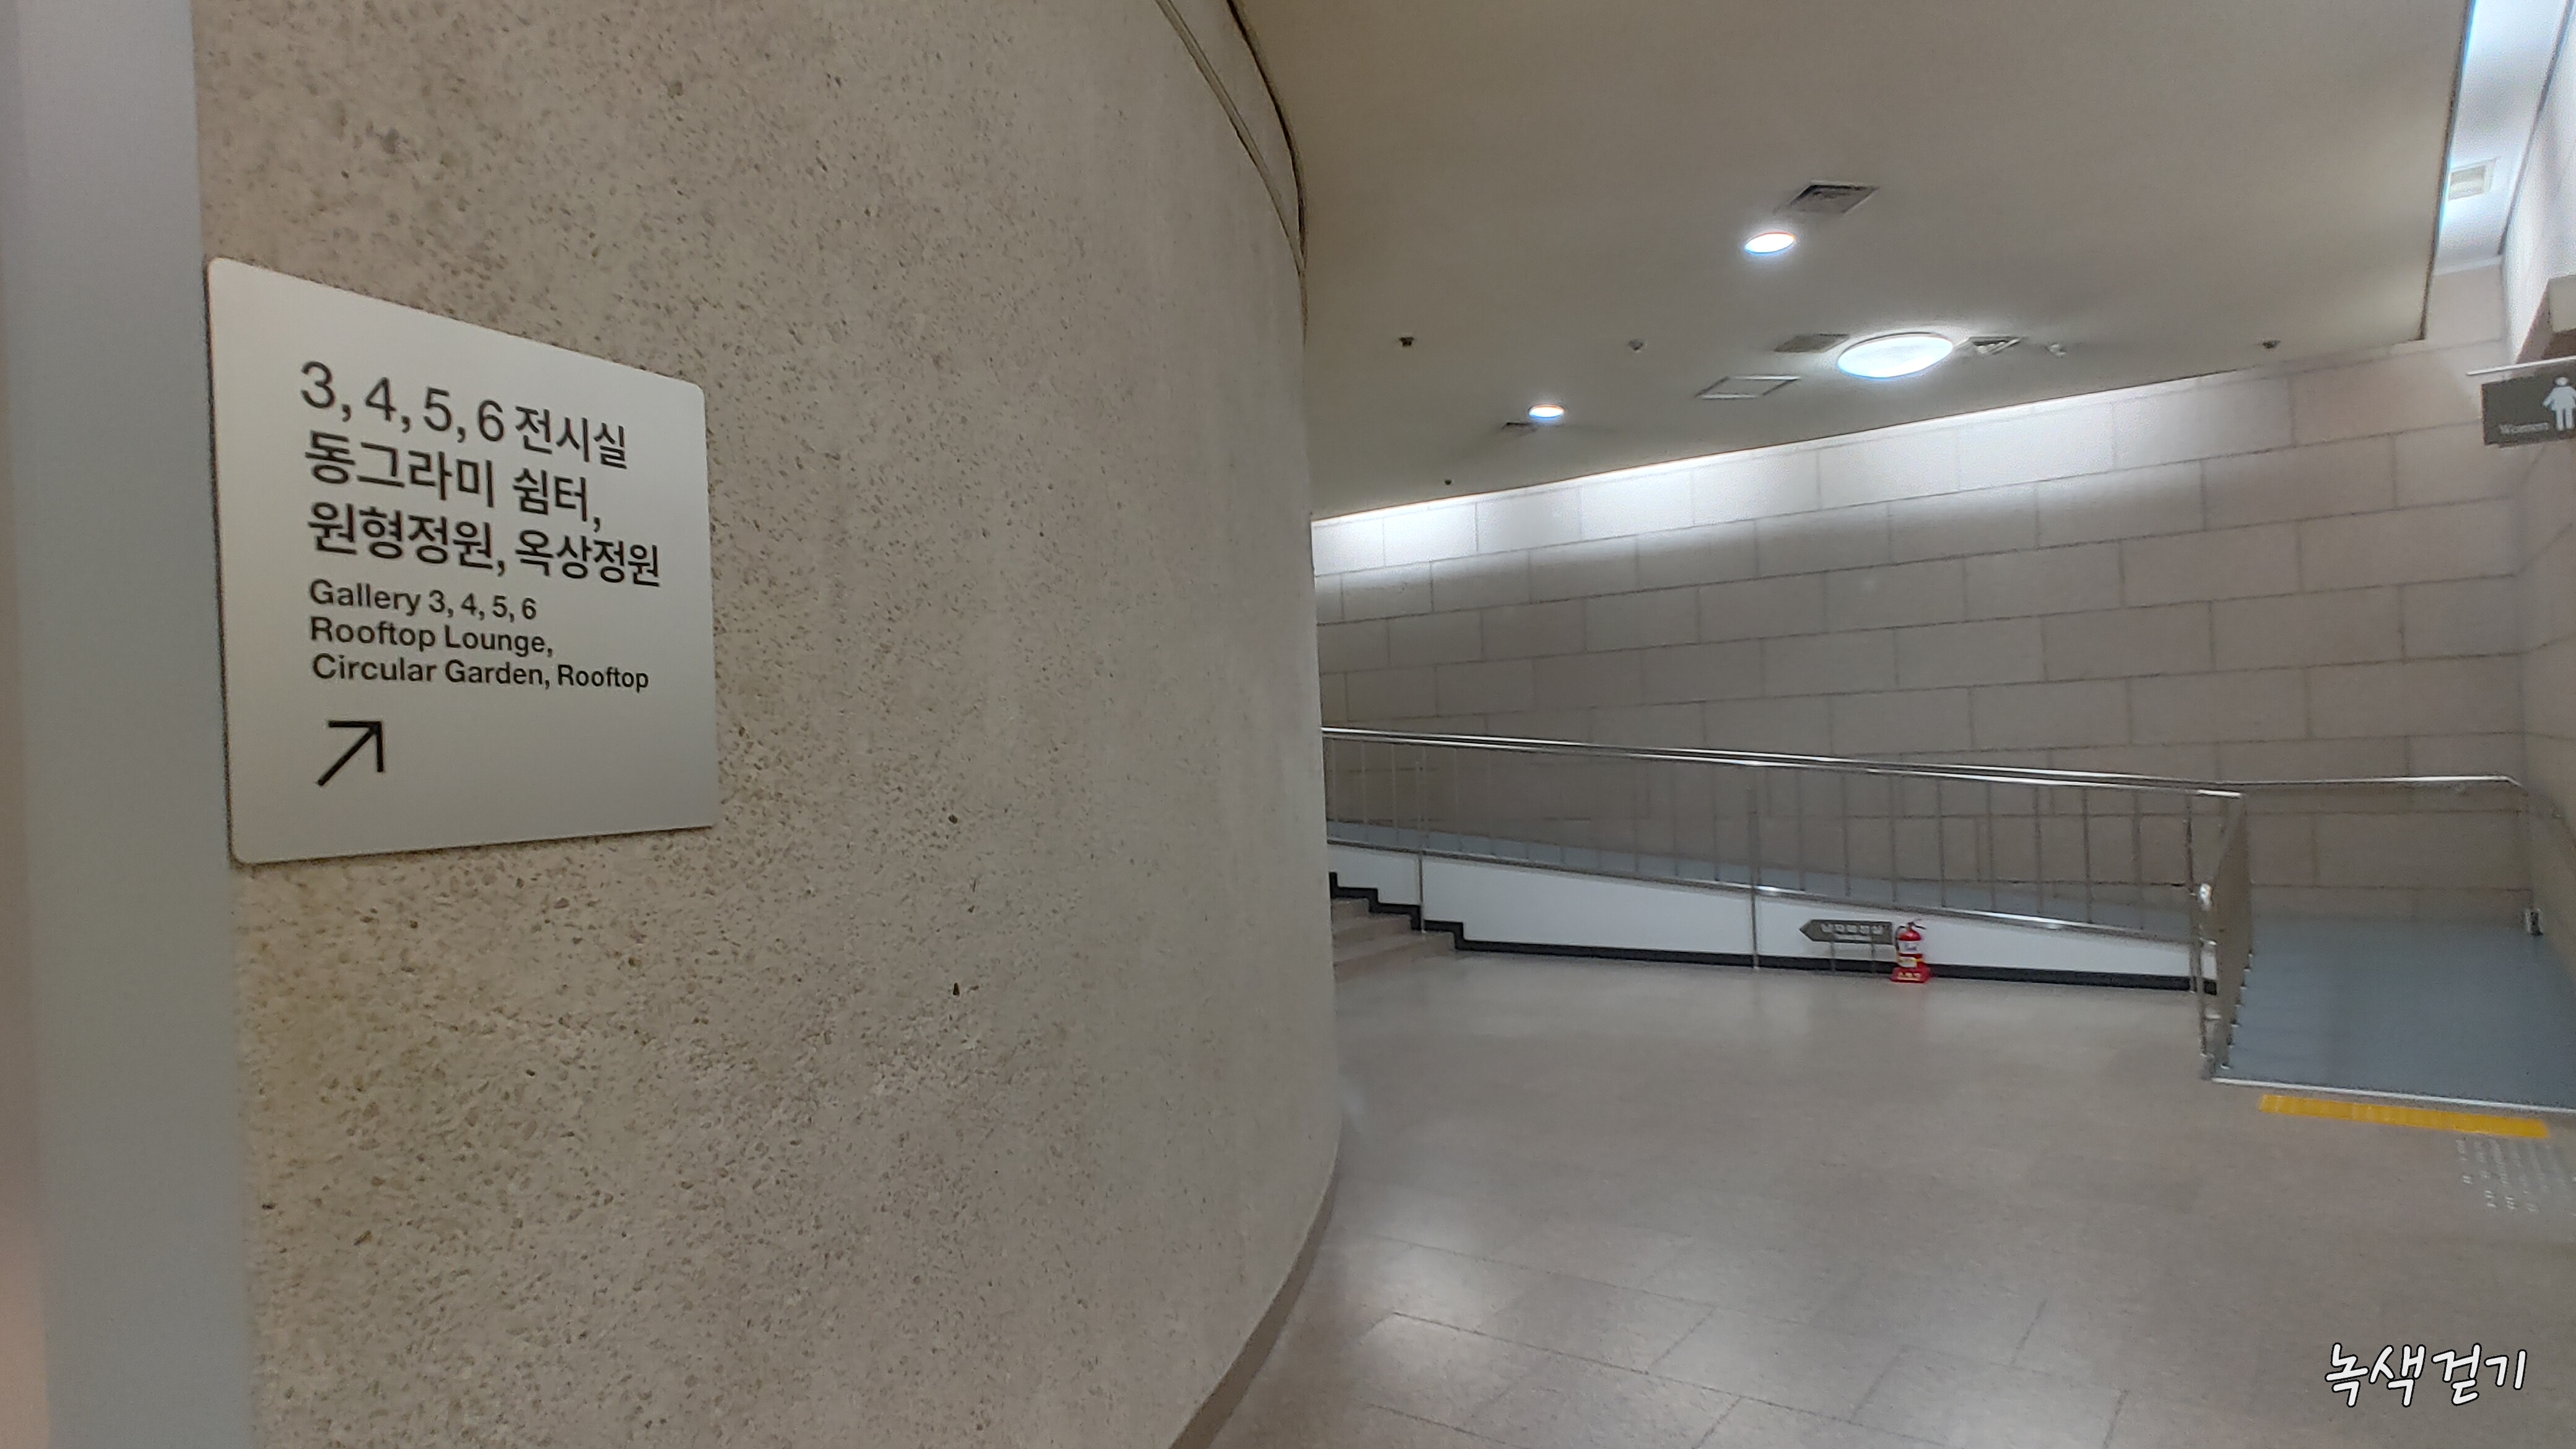 3, 4, 5, 6 전시실
동그라미 쉼터,
원형정원, 옥상정원
Gallery 3, 4, 5, 6
Rooftop Lounge,
Circular Garden, Rooftop
Women
녹색걷기